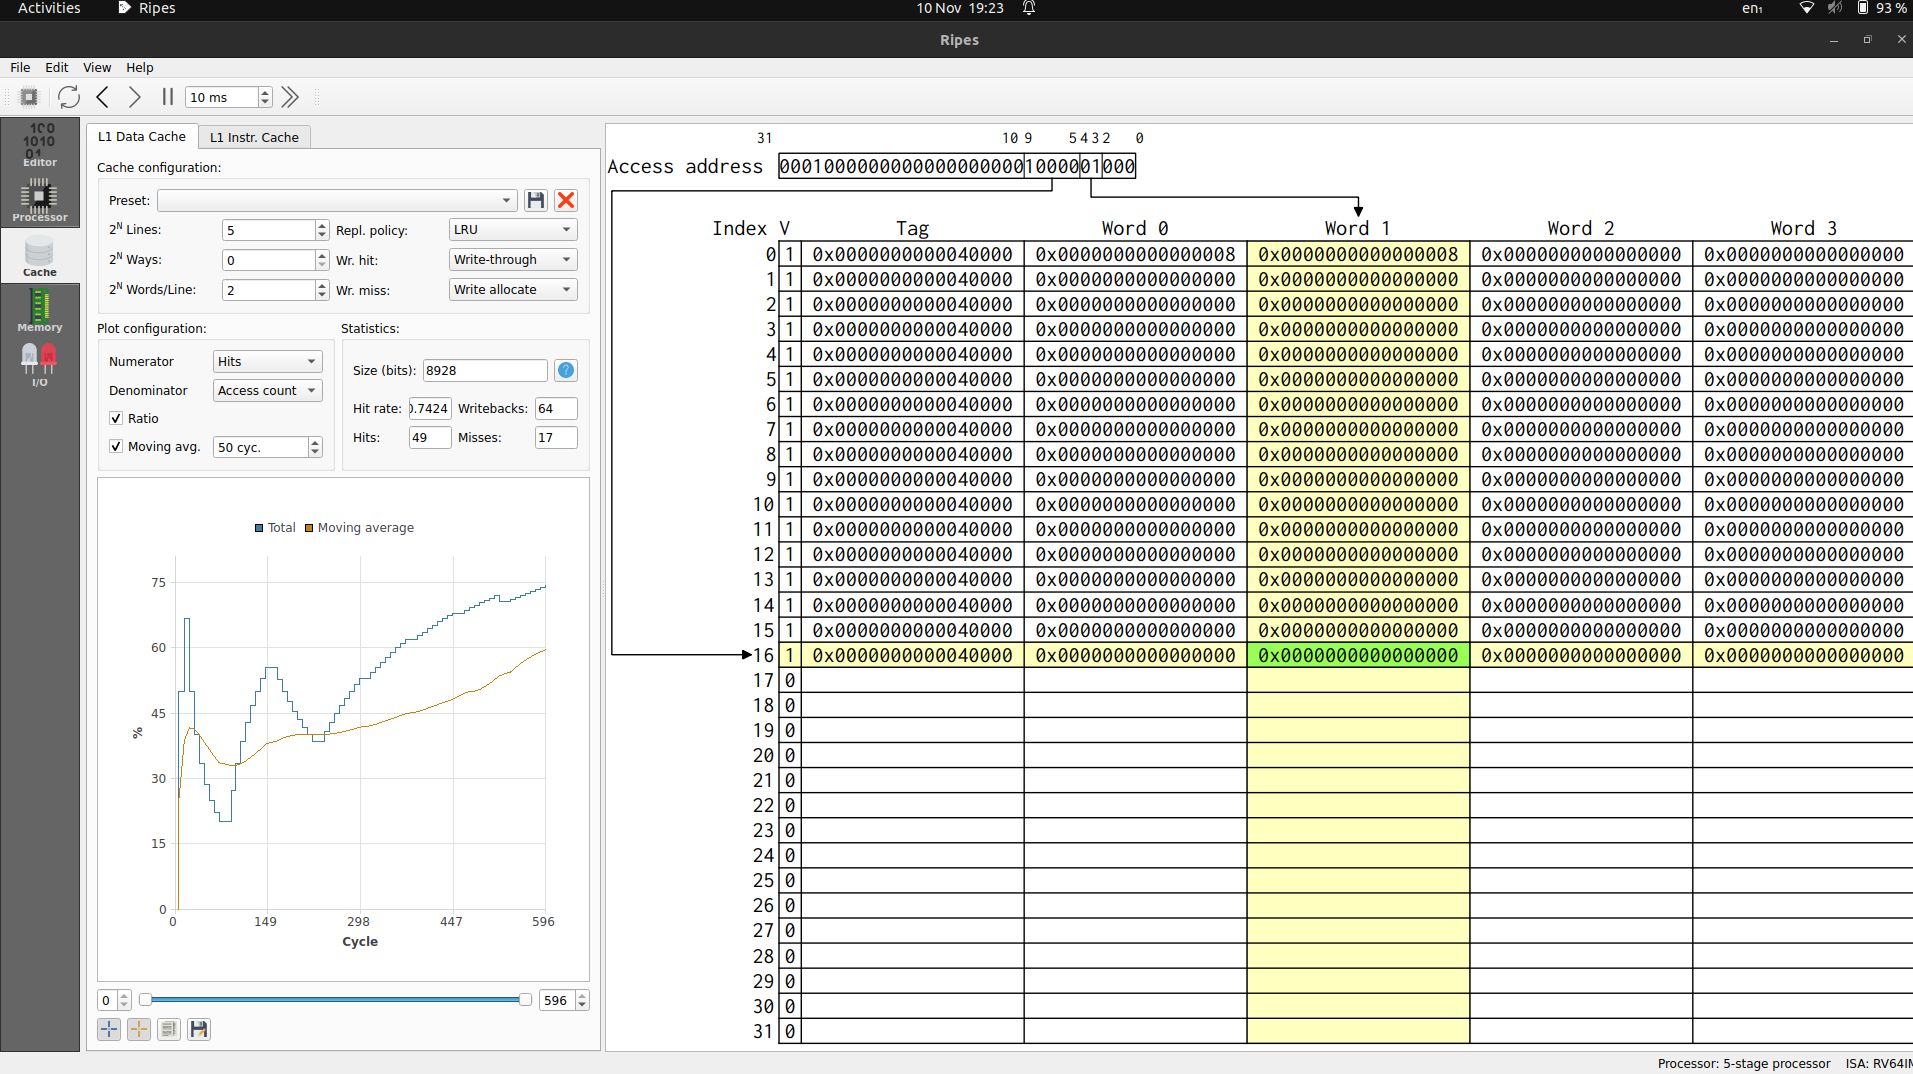 Activities Ripes 10 Nov 19:23 en₁ 93 %
Ripes
File Edit View Help
10 ms
Editor
Processor
Cache
Memory
I/O
L1 Data Cache L1 Instr. Cache
Cache configuration:
Preset:
2ᴺ Lines: 5 Repl. policy: LRU
2ᴺ Ways: 0 Wr. hit: Write-through
2ᴺ Words/Line: 2 Wr. miss: Write allocate
Plot configuration:
Numerator Hits
Denominator Access count
Ratio
Moving avg. 50 cyc.
Statistics:
Size (bits): 8928
Hit rate: 0.7424 Writebacks: 64
Hits: 49 Misses: 17
Total Moving average
75
60
45
30
15
0
%
0 149 298 447 596
Cycle
0 596
31 10 9 5 4 3 2 0
Access address 00010000000000000000001000001000
Index V Tag Word 0 Word 1 Word 2 Word 3
0 1 0x0000000000040000 0x0000000000000008 0x0000000000000008 0x0000000000000000 0x0000000000000000
1 1 0x0000000000040000 0x0000000000000000 0x0000000000000000 0x0000000000000000 0x0000000000000000
2 1 0x0000000000040000 0x0000000000000000 0x0000000000000000 0x0000000000000000 0x0000000000000000
3 1 0x0000000000040000 0x0000000000000000 0x0000000000000000 0x0000000000000000 0x0000000000000000
4 1 0x0000000000040000 0x0000000000000000 0x0000000000000000 0x0000000000000000 0x0000000000000000
5 1 0x0000000000040000 0x0000000000000000 0x0000000000000000 0x0000000000000000 0x0000000000000000
6 1 0x0000000000040000 0x0000000000000000 0x0000000000000000 0x0000000000000000 0x0000000000000000
7 1 0x0000000000040000 0x0000000000000000 0x0000000000000000 0x0000000000000000 0x0000000000000000
8 1 0x0000000000040000 0x0000000000000000 0x0000000000000000 0x0000000000000000 0x0000000000000000
9 1 0x0000000000040000 0x0000000000000000 0x0000000000000000 0x0000000000000000 0x0000000000000000
10 1 0x0000000000040000 0x0000000000000000 0x0000000000000000 0x0000000000000000 0x0000000000000000
11 1 0x0000000000040000 0x0000000000000000 0x0000000000000000 0x0000000000000000 0x0000000000000000
12 1 0x0000000000040000 0x0000000000000000 0x0000000000000000 0x0000000000000000 0x0000000000000000
13 1 0x0000000000040000 0x0000000000000000 0x0000000000000000 0x0000000000000000 0x0000000000000000
14 1 0x0000000000040000 0x0000000000000000 0x0000000000000000 0x0000000000000000 0x0000000000000000
15 1 0x0000000000040000 0x0000000000000000 0x0000000000000000 0x0000000000000000 0x0000000000000000
16 1 0x0000000000040000 0x0000000000000000 0x0000000000000000 0x0000000000000000 0x0000000000000000
17 0
18 0
19 0
20 0
21 0
22 0
23 0
24 0
25 0
26 0
27 0
28 0
29 0
30 0
31 0
Processor: 5-stage processor ISA: RV64IM